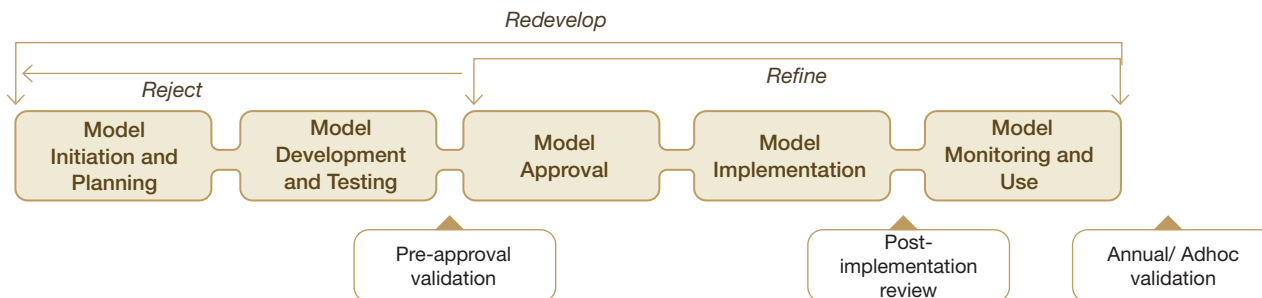 Redevelop
Reject
Refine
Model
Initiation and
Planning
Model
Development
and Testing
Model
Approval
Model
Implementation
Model
Monitoring and
Use
Pre-approval
validation
Post-
implementation
review
Annual/ Adhoc
validation